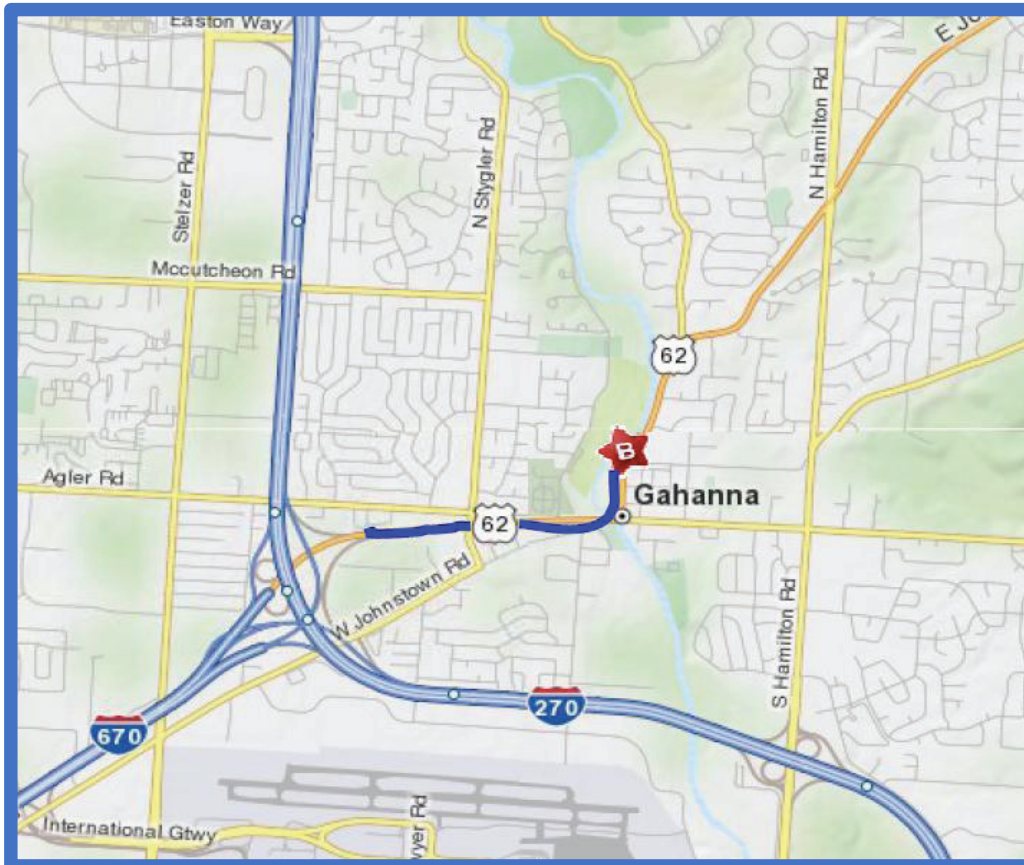 Easton Way
E Jo
N Hamilton Rd
N Stygler Rd
Stelzer Rd
Mccutcheon Rd
62
B
Agler Rd
Gahanna
62
W Johnstown Rd
S Hamilton Rd
270
670
International Gtwy
wyer Rd